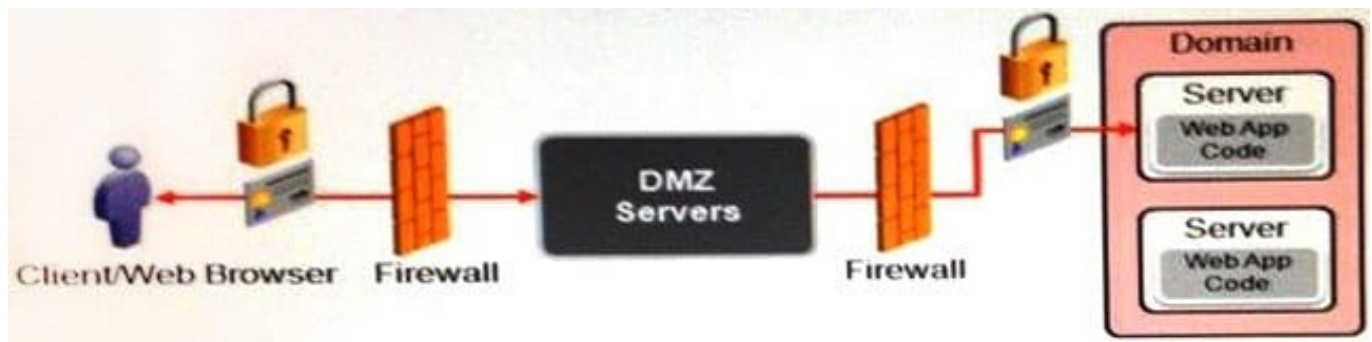 Client/Web Browser
Firewall
DMZ
Servers
Firewall
Domain
Server
Web App
Code
Server
Web App
Code